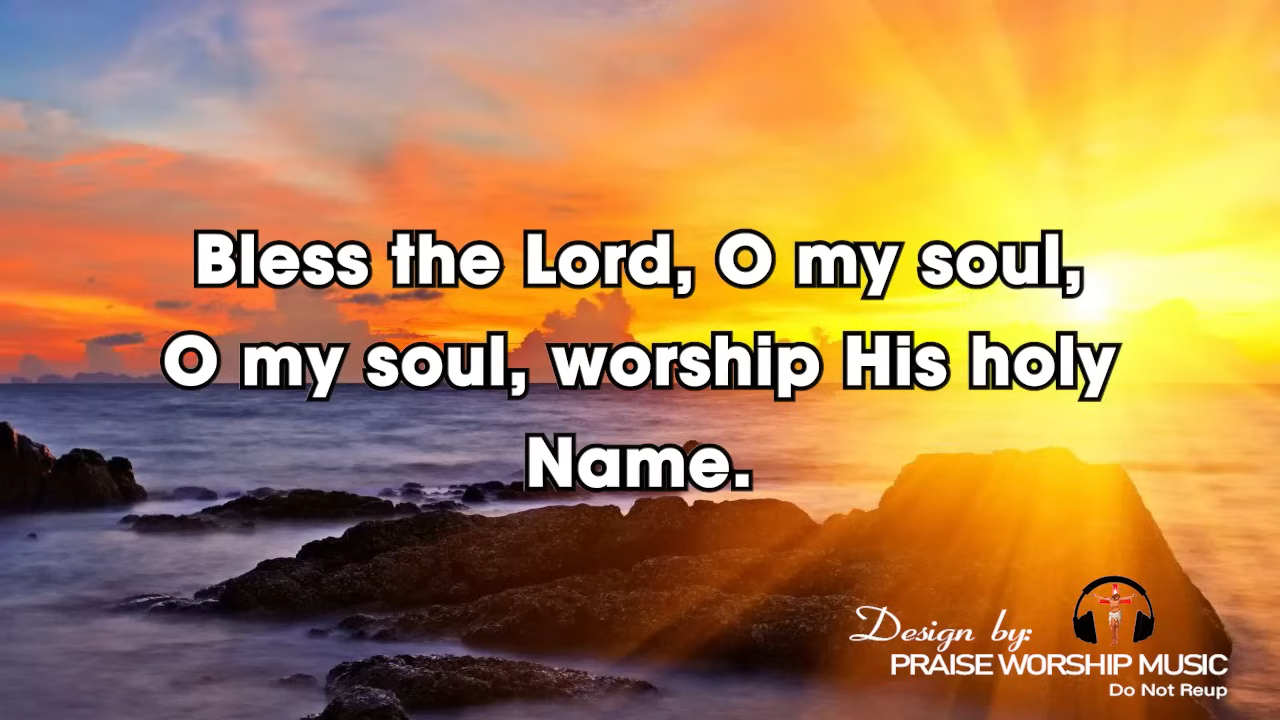 Bless the Lord, O my soul,
O my soul, worship His holy
Name.
Design by:
PRAISE WORSHIP MUSIC
Do Not Reup